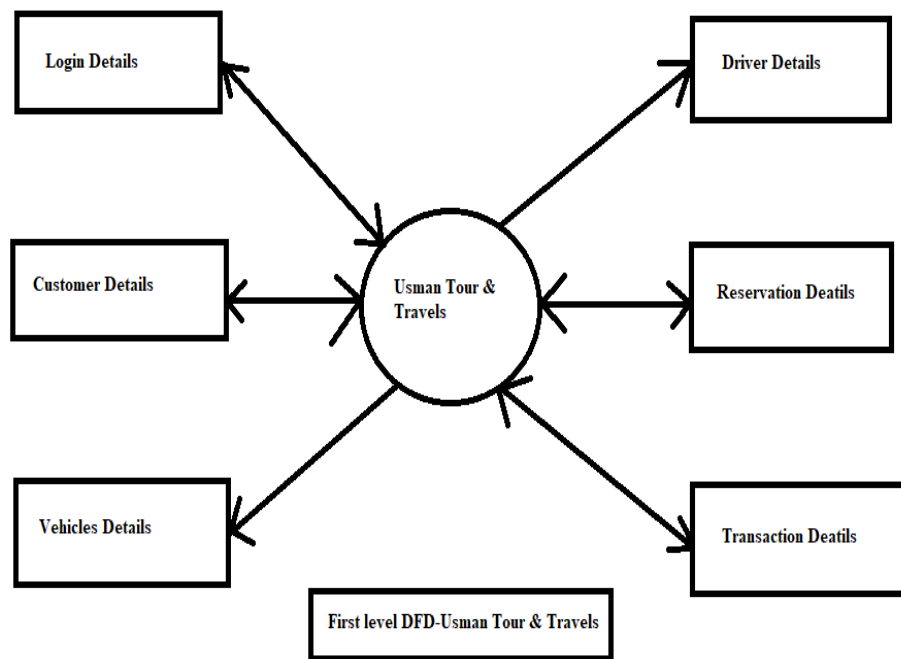 Login Details
Driver Details
Customer Details
Usman Tour &
Travels
Reservation Deatils
Vehicles Details
Transaction Deatils
First level DFD-Usman Tour & Travels